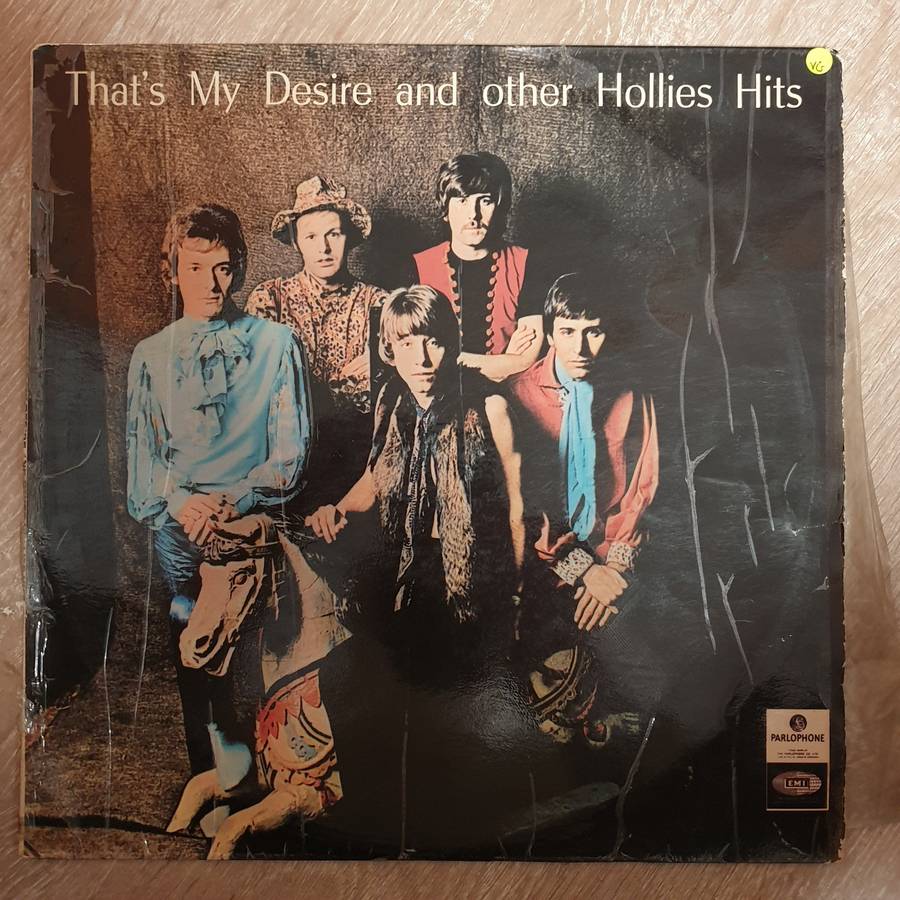 That's My Desire and other Hollies Hits
VG
PARLOPHONE
EMI